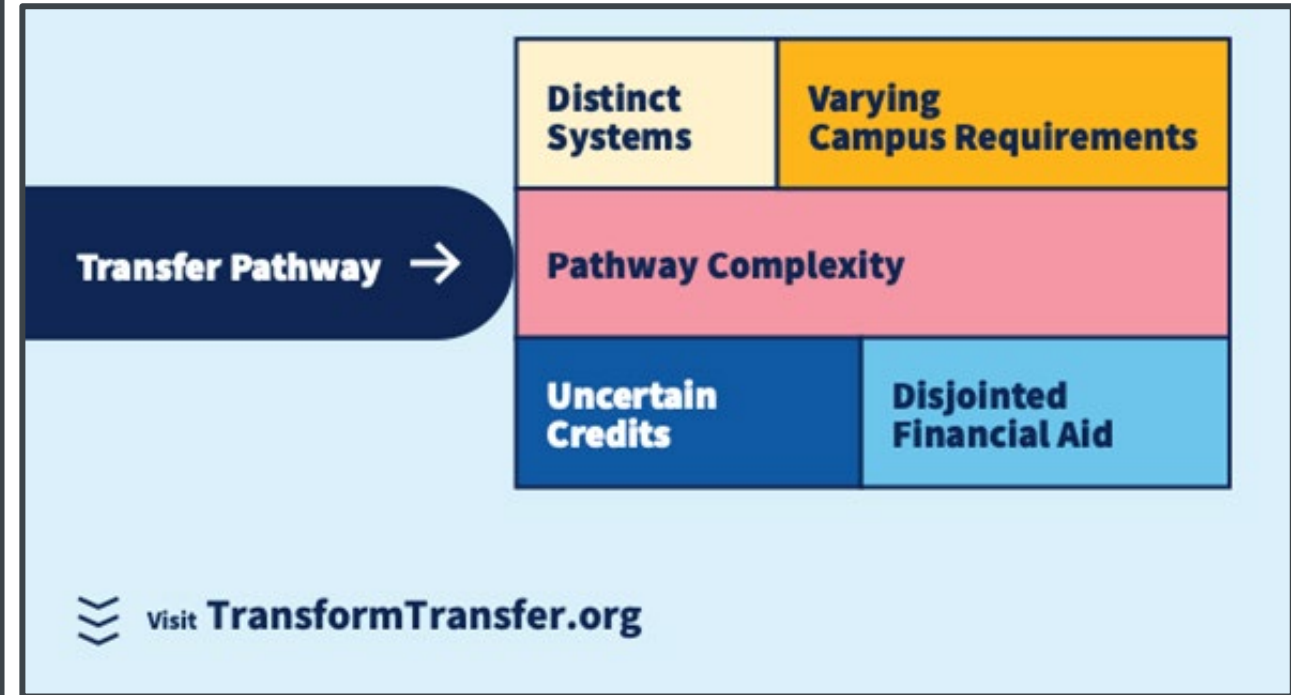 Distinct
Systems
Varying
Campus Requirements
Transfer Pathway →
Pathway Complexity
Uncertain
Credits
Disjointed
Financial Aid
Visit TransformTransfer.org